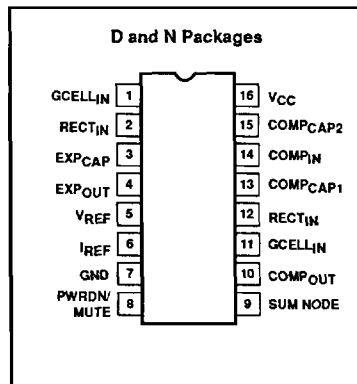 D and N Packages
GCELLIN 1 16 VCC
RECTIN 2 15 COMPCAP2
EXPCAP 3 14 COMPIN
EXPOUT 4 13 COMPCAP1
VREF 5 12 RECTIN
IREF 6 11 GCELLIN
GND 7 10 COMPOUT
PWRDN/
MUTE 8 9 SUM NODE